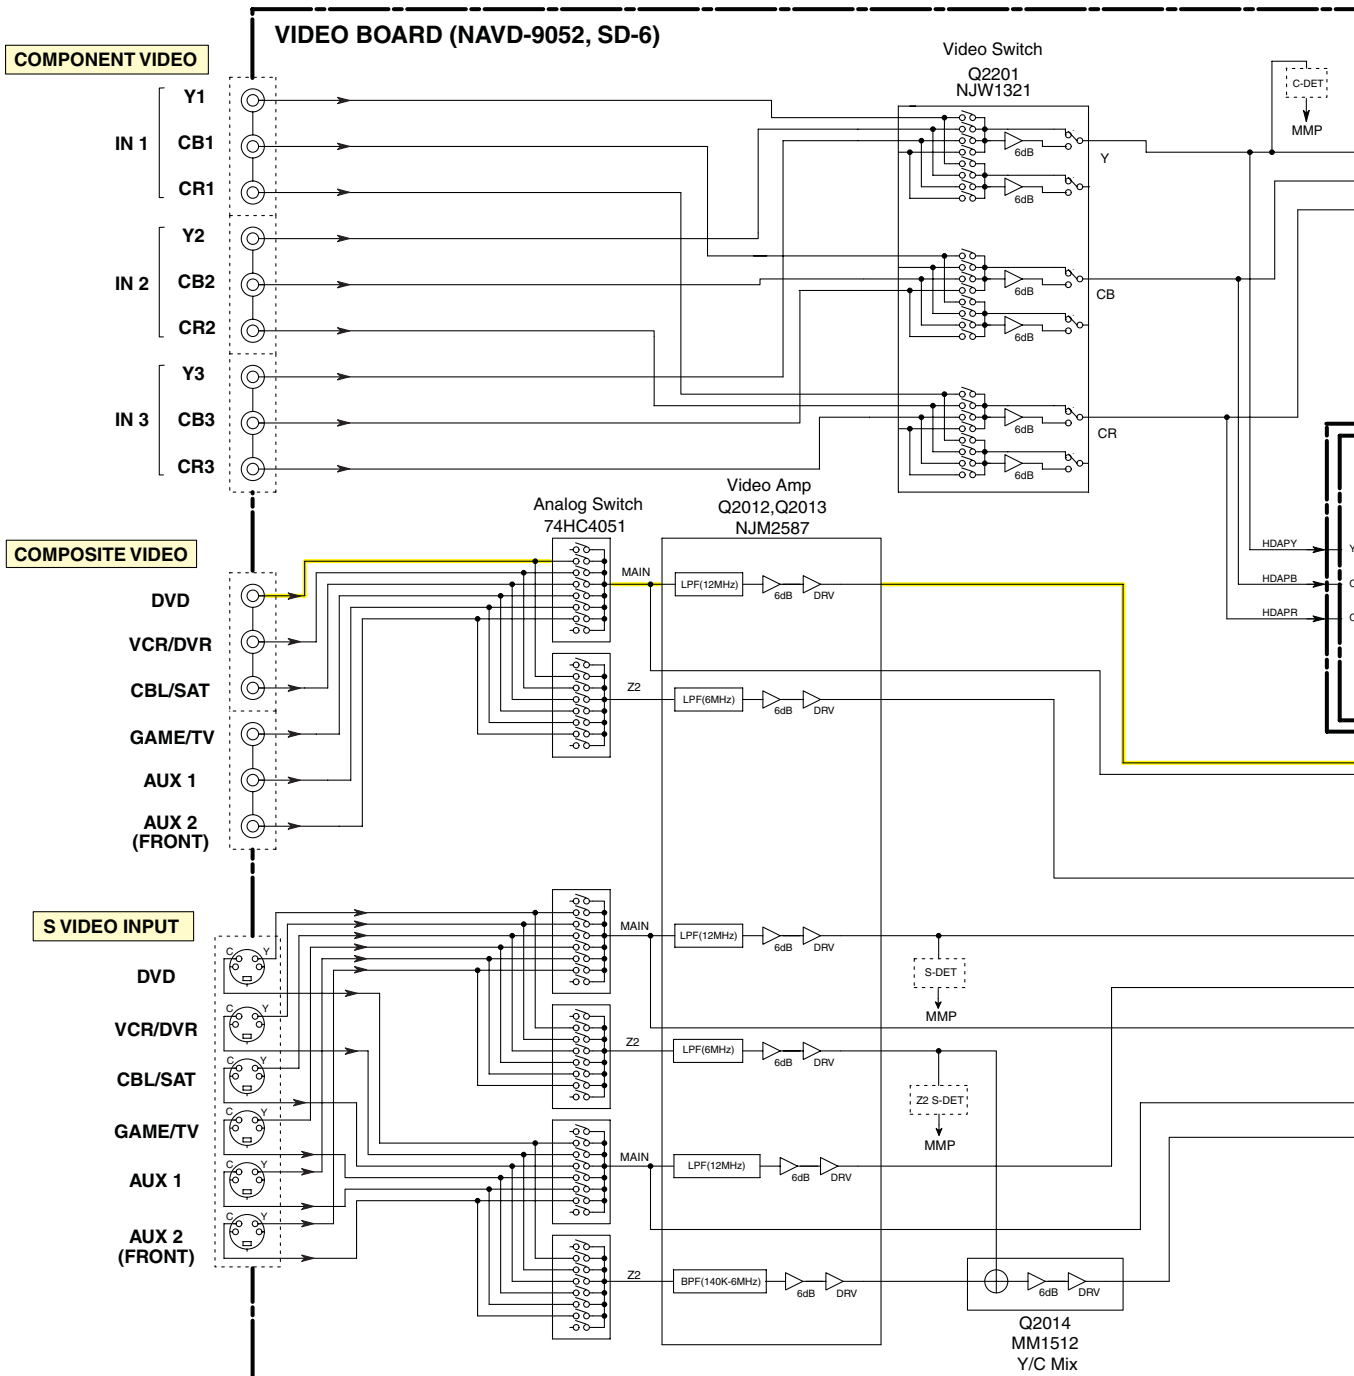 VIDEO BOARD (NAVD-9052, SD-6)
COMPONENT VIDEO
Y1
IN 1 CB1
CR1
Y2
IN 2 CB2
CR2
Y3
IN 3 CB3
CR3
Video Switch
Q2201
NJW1321
6dB
6dB
Y
6dB
6dB
CB
6dB
6dB
CR
C-DET
MMP
HDAPY
HDAPB
HDAPR
Y
C
C
COMPOSITE VIDEO
DVD
VCR/DVR
CBL/SAT
GAME/TV
AUX 1
AUX 2
(FRONT)
Analog Switch
74HC4051
Video Amp
Q2012,Q2013
NJM2587
MAIN
LPF(12MHz)
6dB DRV
Z2
LPF(6MHz)
6dB DRV
S VIDEO INPUT
C Y
DVD
C Y
VCR/DVR
C Y
CBL/SAT
C Y
GAME/TV
C Y
AUX 1
C Y
AUX 2
(FRONT)
MAIN
LPF(12MHz)
6dB DRV
S-DET
MMP
Z2
LPF(6MHz)
6dB DRV
Z2 S-DET
MMP
MAIN
LPF(12MHz)
6dB DRV
Z2
BPF(140K-6MHz)
6dB DRV
6dB DRV
Q2014
MM1512
Y/C Mix